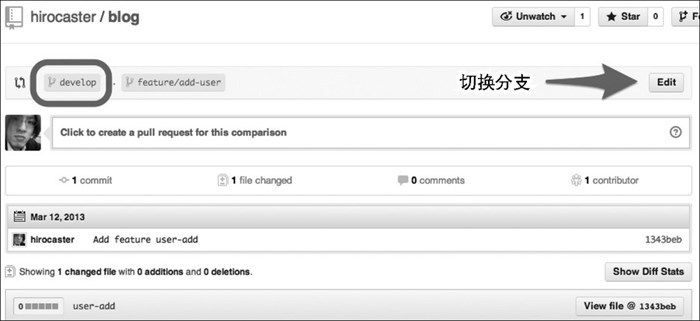 hirocaster / blog
Unwatch 1 Star 0
develop feature/add-user 切换分支 Edit
Click to create a pull request for this comparison
1 commit 1 file changed 0 comments 1 contributor
Mar 12, 2013
hirocaster Add feature user-add 1343beb
Showing 1 changed file with 0 additions and 0 deletions. Show Diff Stats
0 user-add View file @ 1343beb